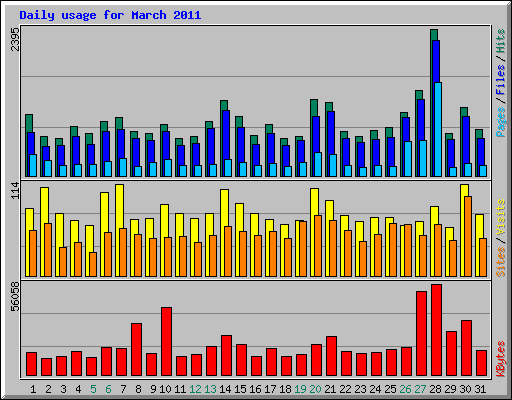 Daily usage for March 2011
2395
Pages / Files / Hits
114
Sites / Visits
56058
KBytes
1 2 3 4 5 6 7 8 9 10 11 12 13 14 15 16 17 18 19 20 21 22 23 24 25 26 27 28 29 30 31